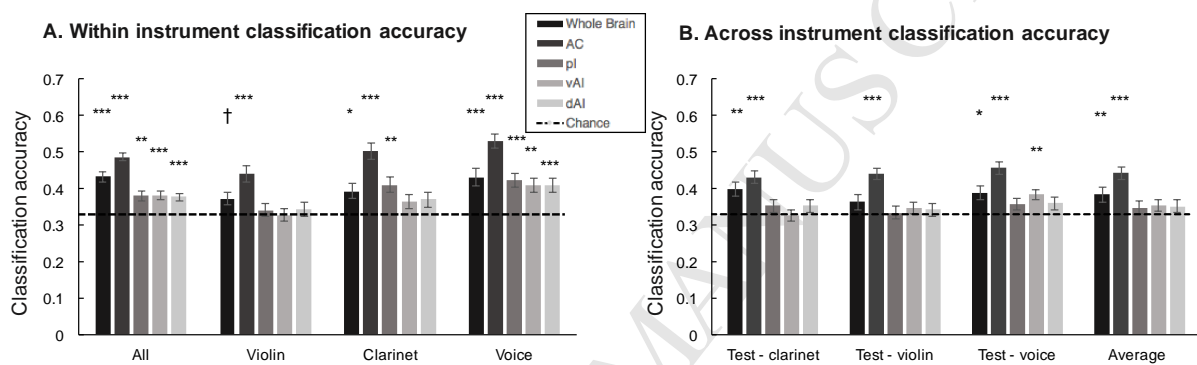 A. Within instrument classification accuracy
Whole Brain
AC
pI
vAI
dAI
Chance
Classification accuracy
0.7
0.6
0.5
0.4
0.3
0.2
0.1
0
***
***
**
***
***
†
***
*
***
**
***
***
***
**
***
All
Violin
Clarinet
Voice
B. Across instrument classification accuracy
Classification accuracy
0.7
0.6
0.5
0.4
0.3
0.2
0.1
0
**
***
***
*
***
**
**
***
Test - clarinet
Test - violin
Test - voice
Average
MANUSC